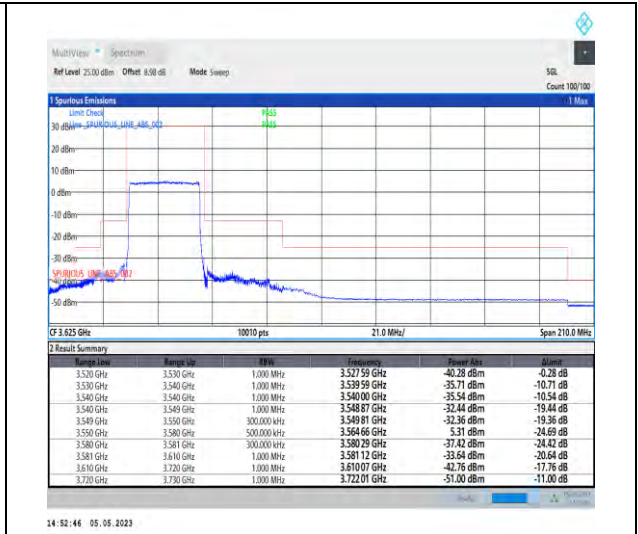 MultiView Spectrum
Ref Level 25.00 dBm Offset 8.98 dB Mode Sweep SGL
Count 100/100
1 Spurious Emissions 1 Max
Limit Check PASS
30 dBm Line _SPURIOUS_LINE_ABS_002 PASS
20 dBm
10 dBm
0 dBm
-10 dBm
-20 dBm
-30 dBm
SPURIOUS_LINE_ABS_002
-40 dBm
-50 dBm
CF 3.625 GHz 10010 pts 21.0 MHz/ Span 210.0 MHz
2 Result Summary
Range Low Range Up RBW Frequency Power Abs ΔLimit
3.520 GHz 3.530 GHz 1.000 MHz 3.527 59 GHz -40.28 dBm -0.28 dB
3.530 GHz 3.540 GHz 1.000 MHz 3.539 59 GHz -35.71 dBm -10.71 dB
3.540 GHz 3.540 GHz 1.000 MHz 3.540 00 GHz -35.54 dBm -10.54 dB
3.540 GHz 3.549 GHz 1.000 MHz 3.548 87 GHz -32.44 dBm -19.44 dB
3.549 GHz 3.550 GHz 300.000 kHz 3.549 81 GHz -32.36 dBm -19.36 dB
3.550 GHz 3.580 GHz 500.000 kHz 3.564 66 GHz 5.31 dBm -24.69 dB
3.580 GHz 3.581 GHz 300.000 kHz 3.580 29 GHz -37.42 dBm -24.42 dB
3.581 GHz 3.610 GHz 1.000 MHz 3.581 12 GHz -33.64 dBm -20.64 dB
3.610 GHz 3.720 GHz 1.000 MHz 3.610 07 GHz -42.76 dBm -17.76 dB
3.720 GHz 3.730 GHz 1.000 MHz 3.722 01 GHz -51.00 dBm -11.00 dB
14:52:46 05.05.2023